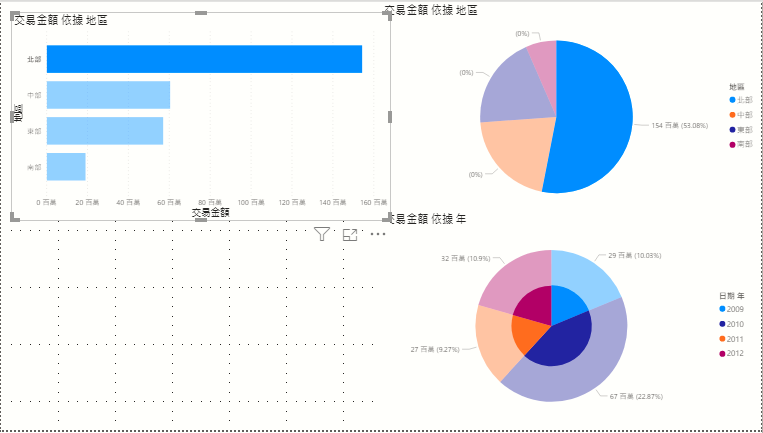 交易金額 依據 地區
北部
中部
東部
南部
地區
0 百萬
20 百萬
40 百萬
60 百萬
80 百萬
100 百萬
120 百萬
140 百萬
160 百萬
交易金額
交易金額 依據 地區
(0%)
(0%)
(0%)
154 百萬 (53.08%)
地區
北部
中部
東部
南部
交易金額 依據 年
32 百萬 (10.9%)
29 百萬 (10.03%)
27 百萬 (9.27%)
67 百萬 (22.87%)
日期 年
2009
2010
2011
2012